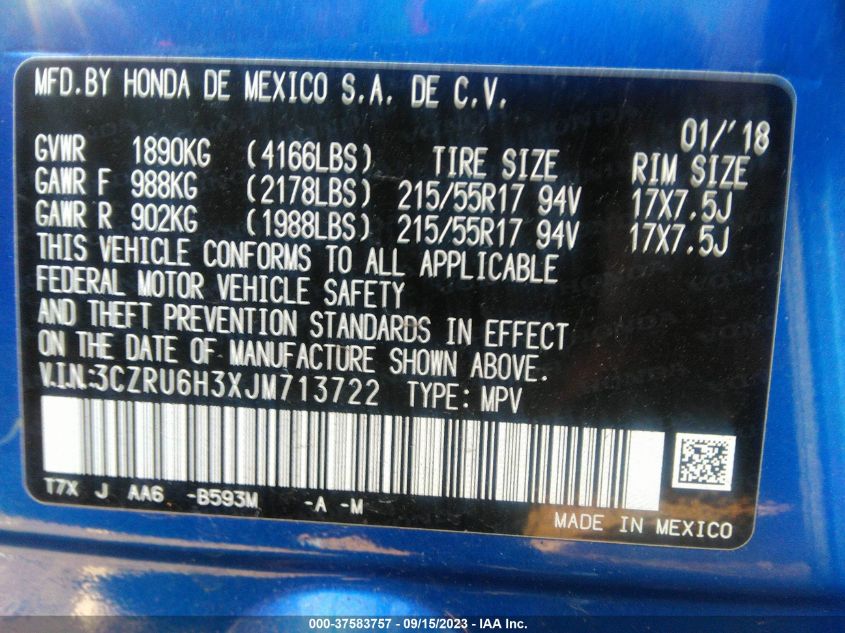 MFD.BY HONDA DE MEXICO S.A. DE C.V.
01/'18
GVWR 1890KG (4166LBS) TIRE SIZE RIM SIZE
GAWR F 988KG (2178LBS) 215/55R17 94V 17X7.5J
GAWR R 902KG (1988LBS) 215/55R17 94V 17X7.5J
THIS VEHICLE CONFORMS TO ALL APPLICABLE
FEDERAL MOTOR VEHICLE SAFETY
AND THEFT PREVENTION STANDARDS IN EFFECT
ON THE DATE OF MANUFACTURE SHOWN ABOVE.
V.I.N:3CZRU6H3XJM713722 TYPE: MPV
T7X J AA6 -B593M -A -M
MADE IN MEXICO
000-37583757 - 09/15/2023 - IAA Inc.